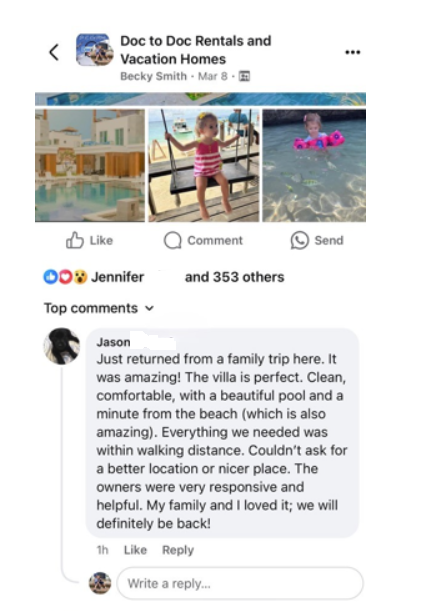 Doc to Doc Rentals and
Vacation Homes
Becky Smith · Mar 8 ·
Like
Comment
Send
Jennifer and 353 others
Top comments
Jason
Just returned from a family trip here. It
was amazing! The villa is perfect. Clean,
comfortable, with a beautiful pool and a
minute from the beach (which is also
amazing). Everything we needed was
within walking distance. Couldn't ask for
a better location or nicer place. The
owners were very responsive and
helpful. My family and I loved it; we will
definitely be back!
1h Like Reply
Write a reply...